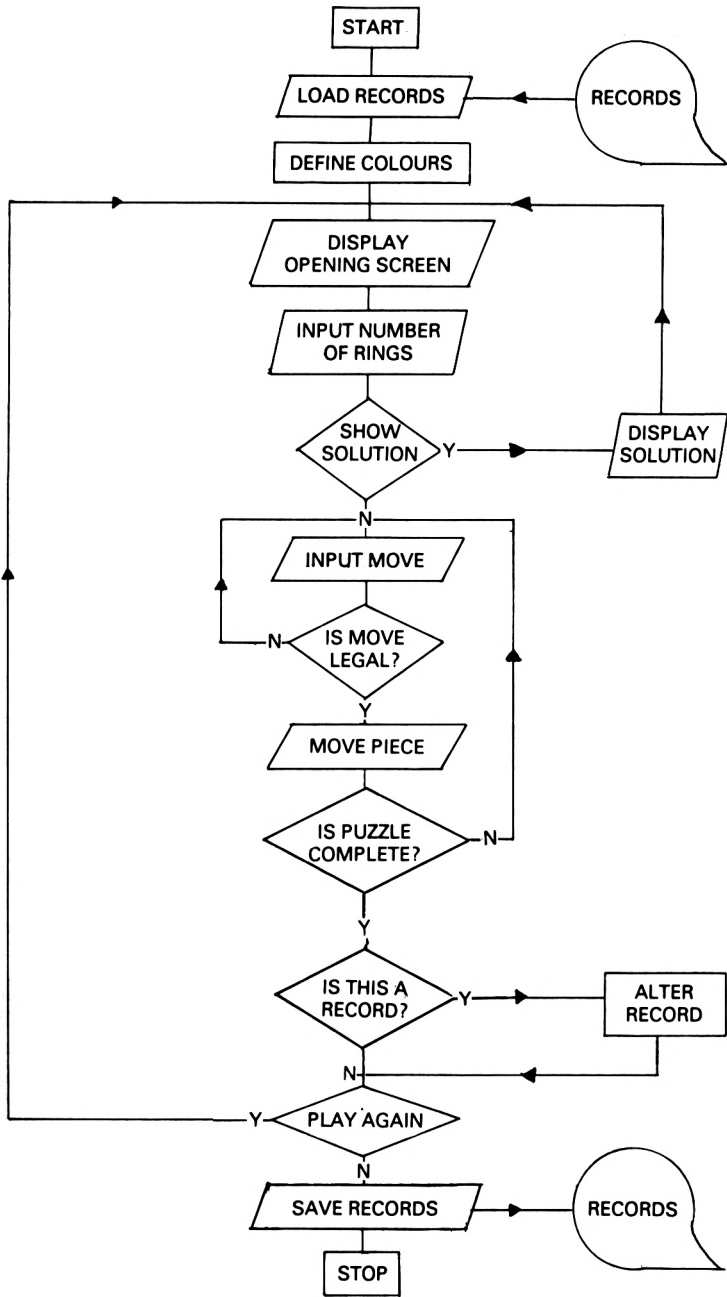 START
LOAD RECORDS
RECORDS
DEFINE COLOURS
DISPLAY
OPENING SCREEN
INPUT NUMBER
OF RINGS
SHOW
SOLUTION
Y
DISPLAY
SOLUTION
N
INPUT MOVE
N
IS MOVE
LEGAL?
Y
MOVE PIECE
IS PUZZLE
COMPLETE?
N
Y
IS THIS A
RECORD?
Y
ALTER
RECORD
N
Y
PLAY AGAIN
N
SAVE RECORDS
RECORDS
STOP